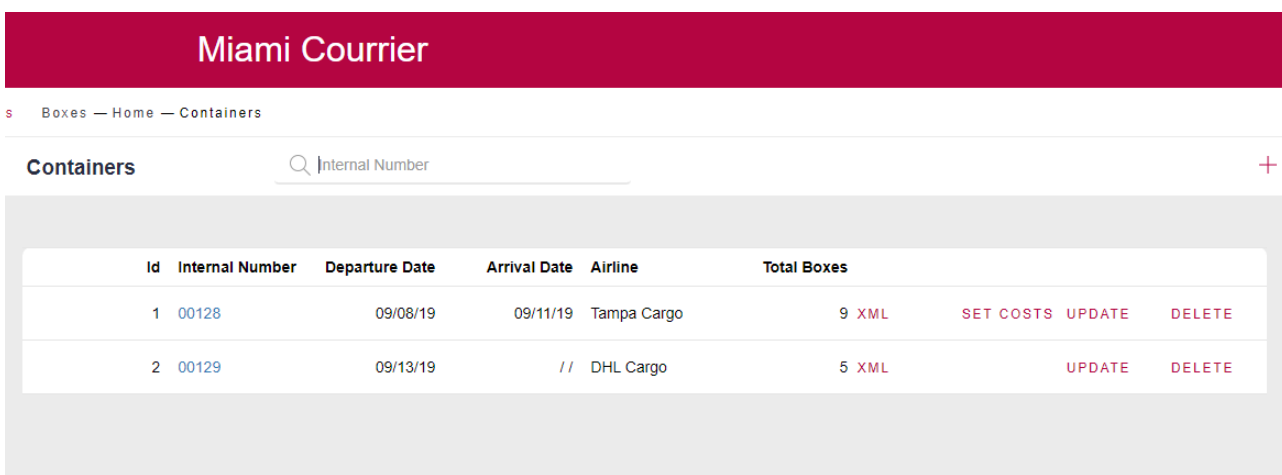 Miami Courrier
s Boxes — Home — Containers
Containers Internal Number
Id Internal Number Departure Date Arrival Date Airline Total Boxes
1 00128 09/08/19 09/11/19 Tampa Cargo 9 XML SET COSTS UPDATE DELETE
2 00129 09/13/19 / / DHL Cargo 5 XML UPDATE DELETE